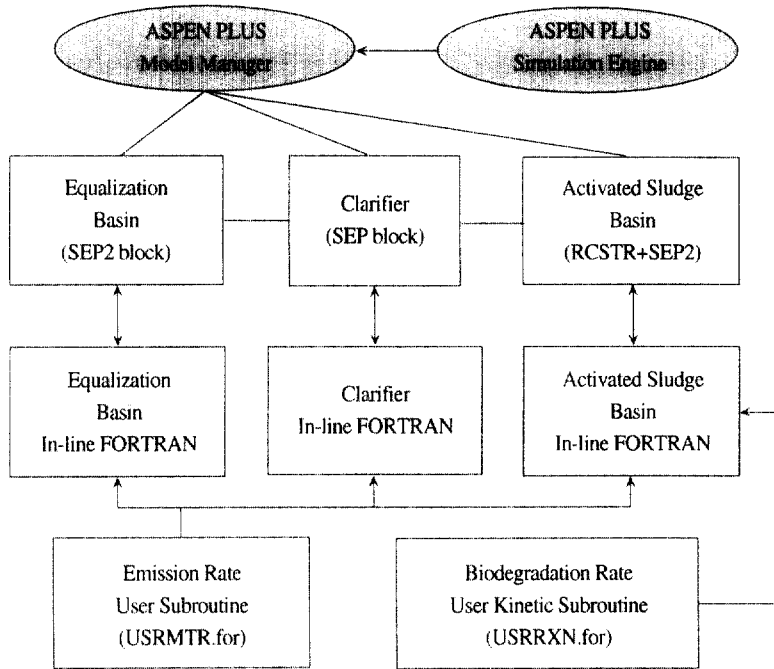 ASPEN PLUS
Model Manager
ASPEN PLUS
Simulation Engine
Equalization
Basin
(SEP2 block)
Clarifier
(SEP block)
Activated Sludge
Basin
(RCSTR+SEP2)
Equalization
Basin
In-line FORTRAN
Clarifier
In-line FORTRAN
Activated Sludge
Basin
In-line FORTRAN
Emission Rate
User Subroutine
(USRMTR.for)
Biodegradation Rate
User Kinetic Subroutine
(USRRXN.for)